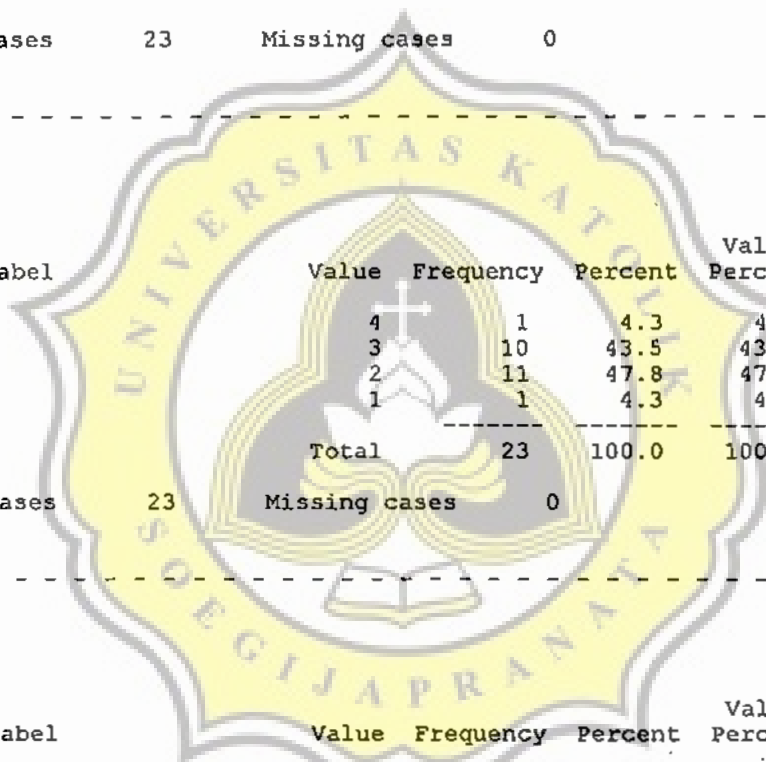 ases 23 Missing cases 0
UNIVERSITAS KATOLIK
Val
abel Value Frequency Percent Perc
4 1 4.3 4
3 10 43.5 43
2 11 47.8 47
1 1 4.3 4
Total 23 100.0 100
ases 23 Missing cases 0
SOEGIJAPRANATA
Val
abel Value Frequency Percent Perc